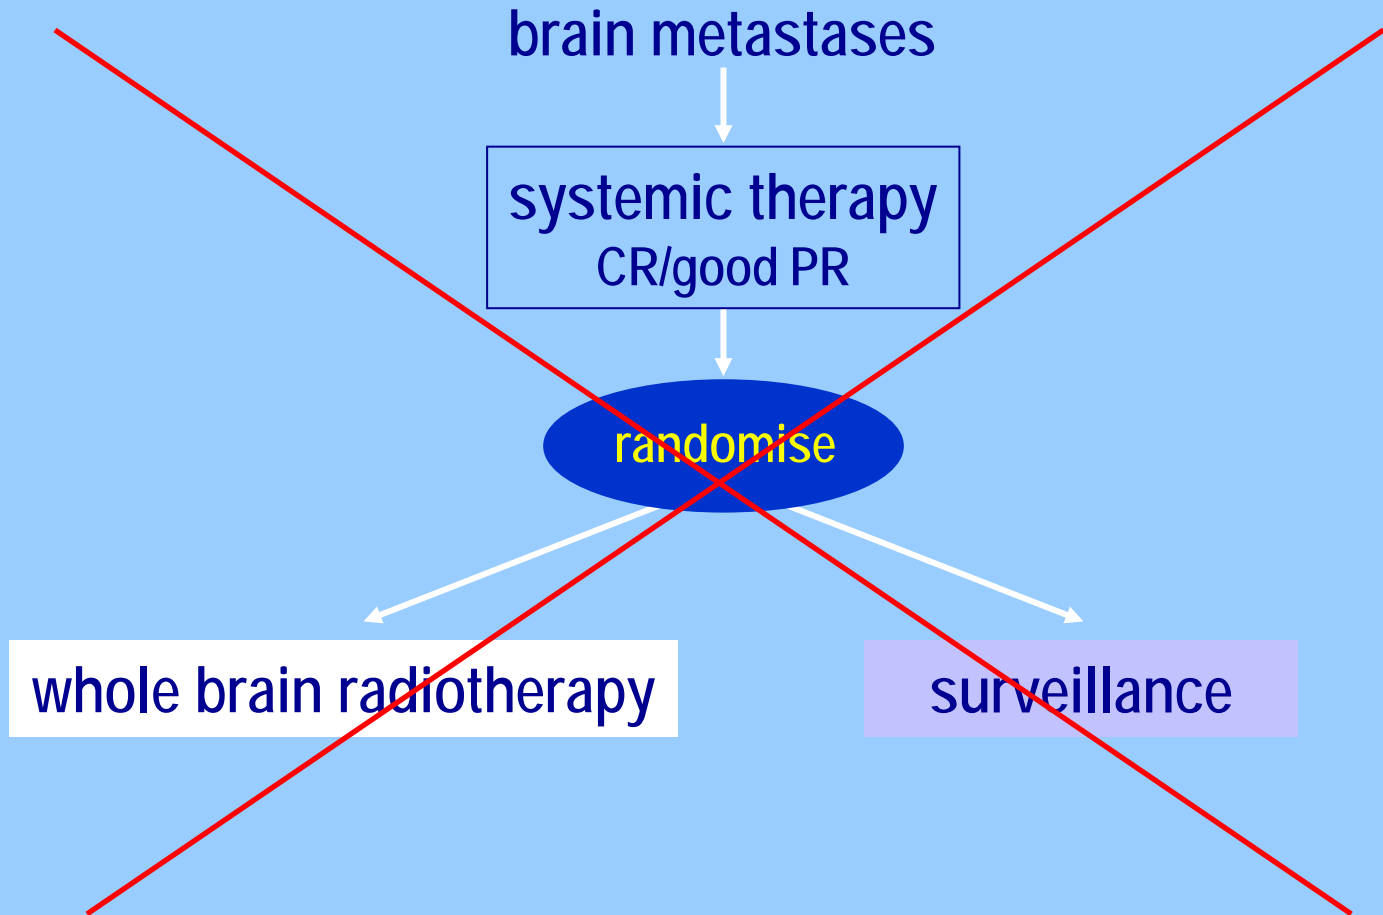 brain metastases
systemic therapy
CR/good PR
randomise
whole brain radiotherapy
surveillance